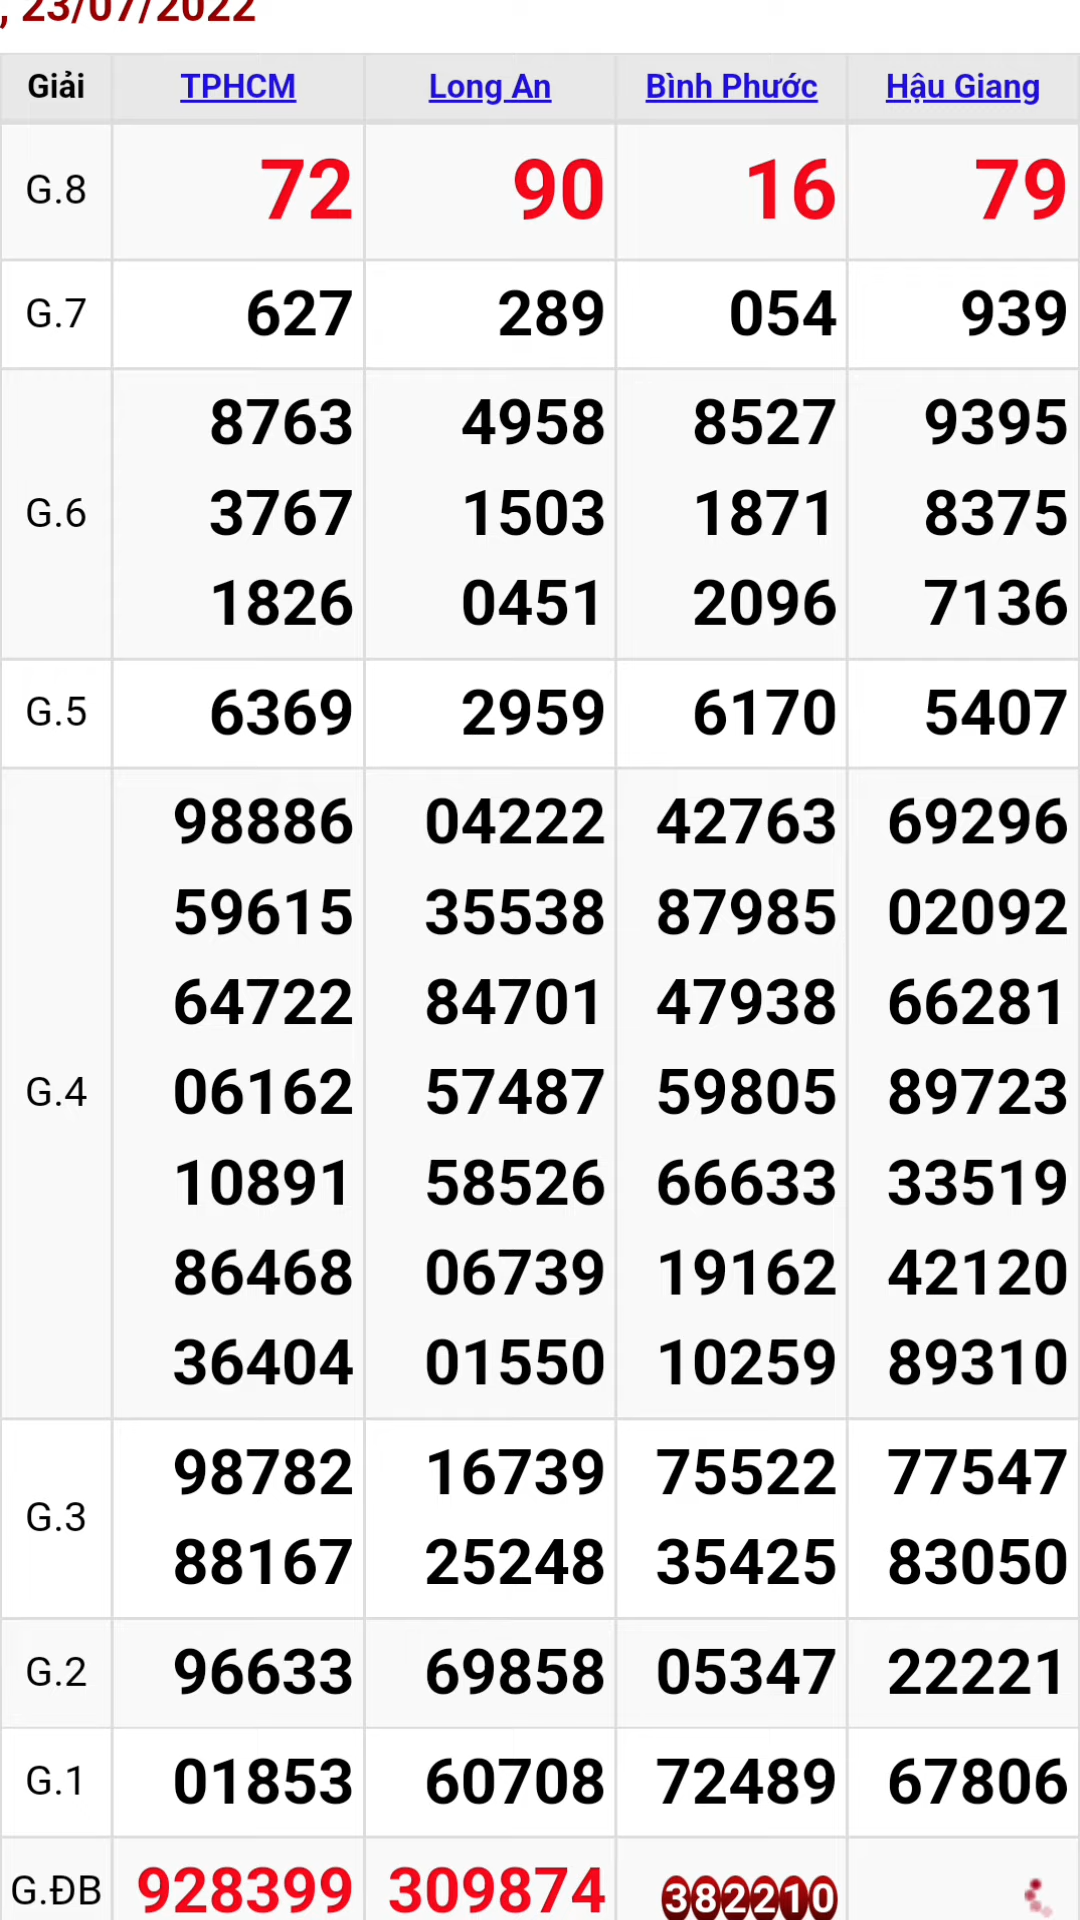 , 23/07/2022
Giải TPHCM Long An Bình Phước Hậu Giang
G.8 72 90 16 79
G.7 627 289 054 939
8763 4958 8527 9395
G.6 3767 1503 1871 8375
1826 0451 2096 7136
G.5 6369 2959 6170 5407
98886 04222 42763 69296
59615 35538 87985 02092
64722 84701 47938 66281
G.4 06162 57487 59805 89723
10891 58526 66633 33519
86468 06739 19162 42120
36404 01550 10259 89310
98782 16739 75522 77547
G.3
88167 25248 35425 83050
G.2 96633 69858 05347 22221
G.1 01853 60708 72489 67806
G.ĐB 928399 309874 382210